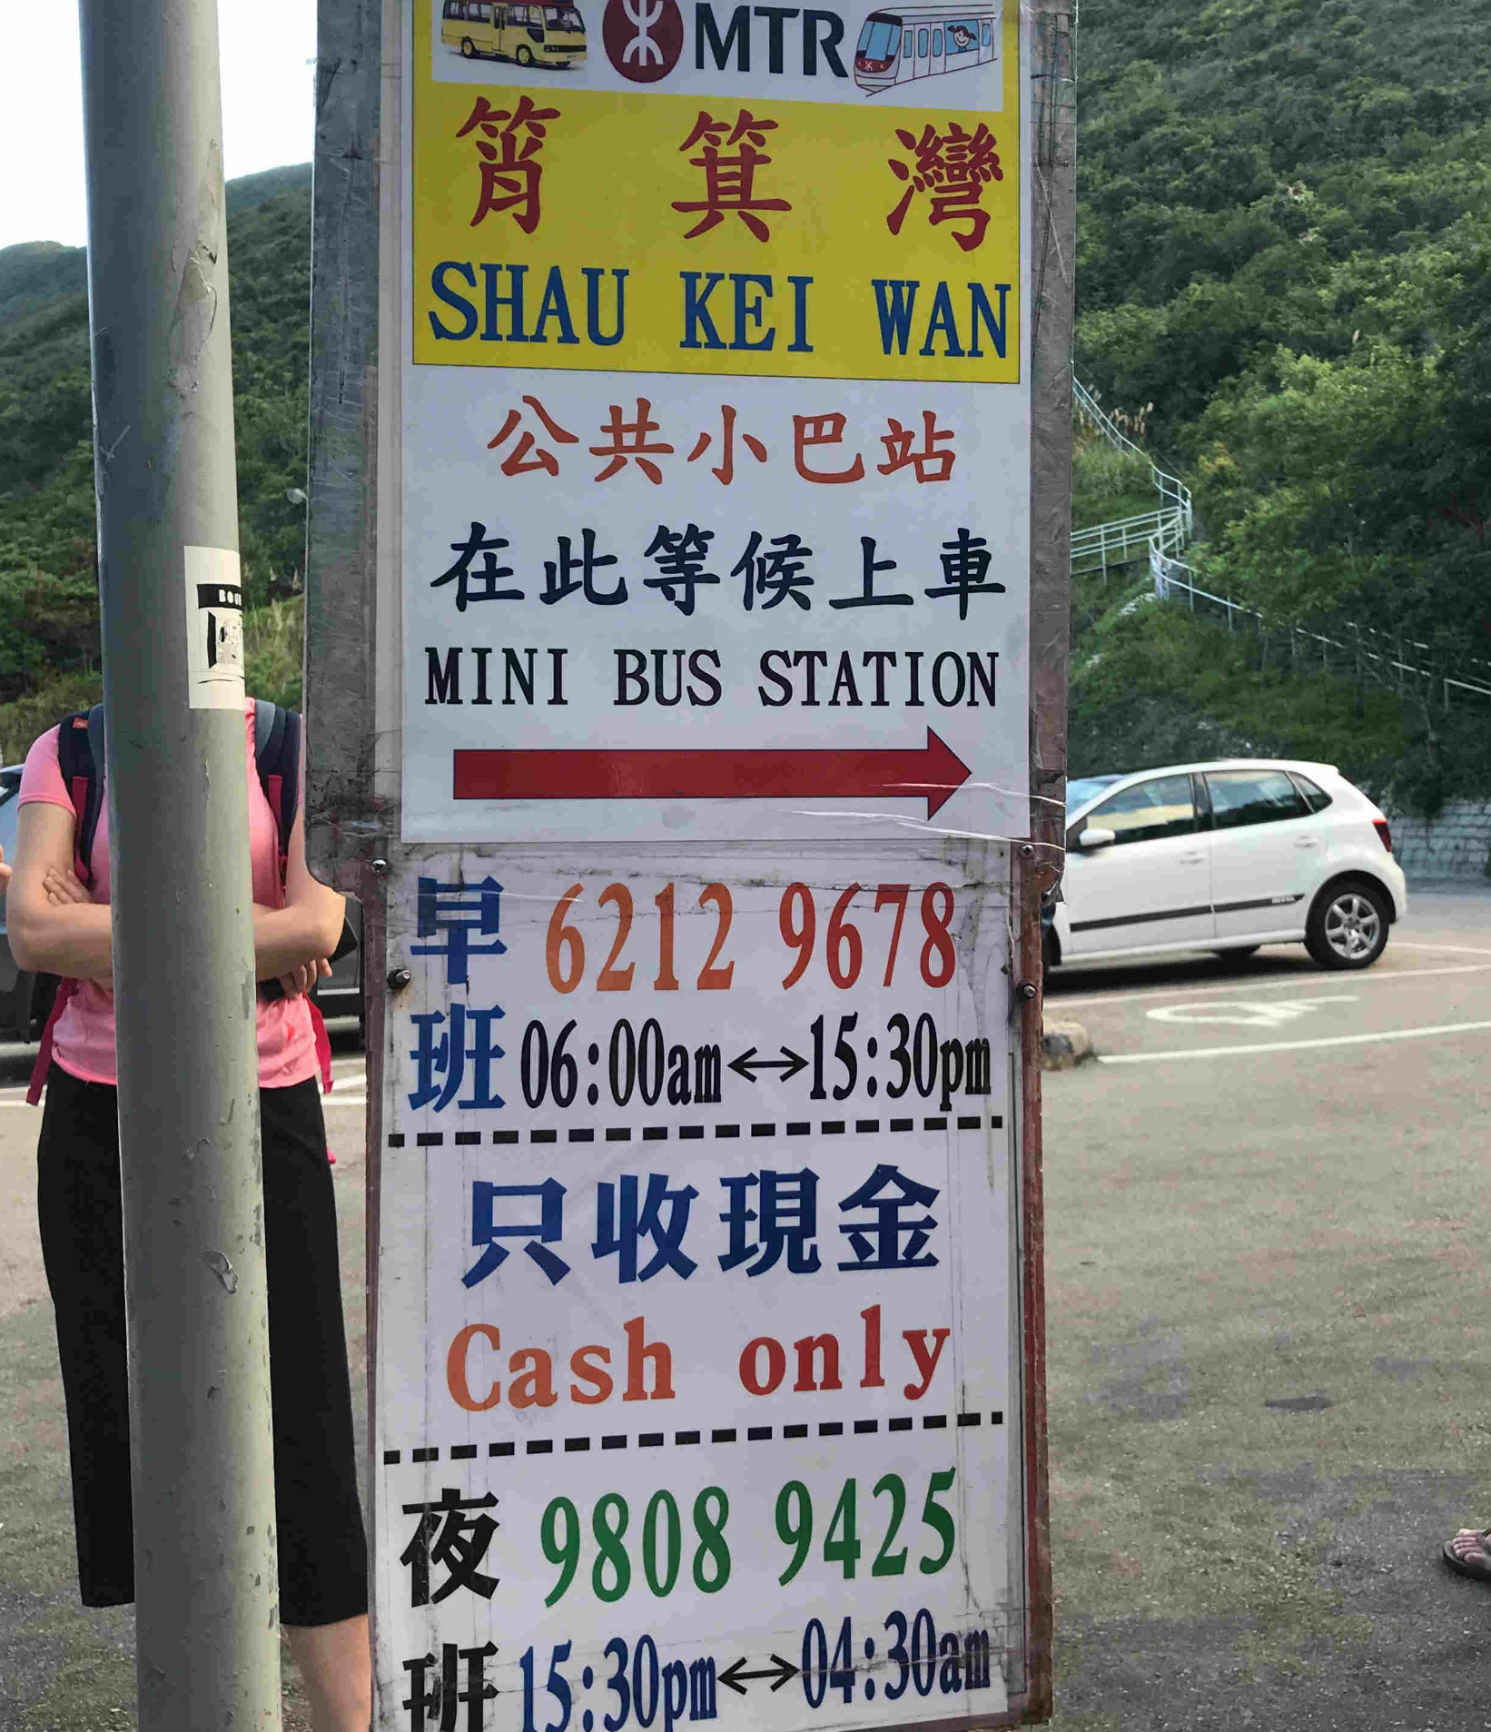 MTR
筲 箕 灣
SHAU KEI WAN
公共小巴站
在此等候上車
MINI BUS STATION
早班
6212 9678
06:00am↔15:30pm
只收現金
Cash only
夜班
9808 9425
15:30pm↔04:30am